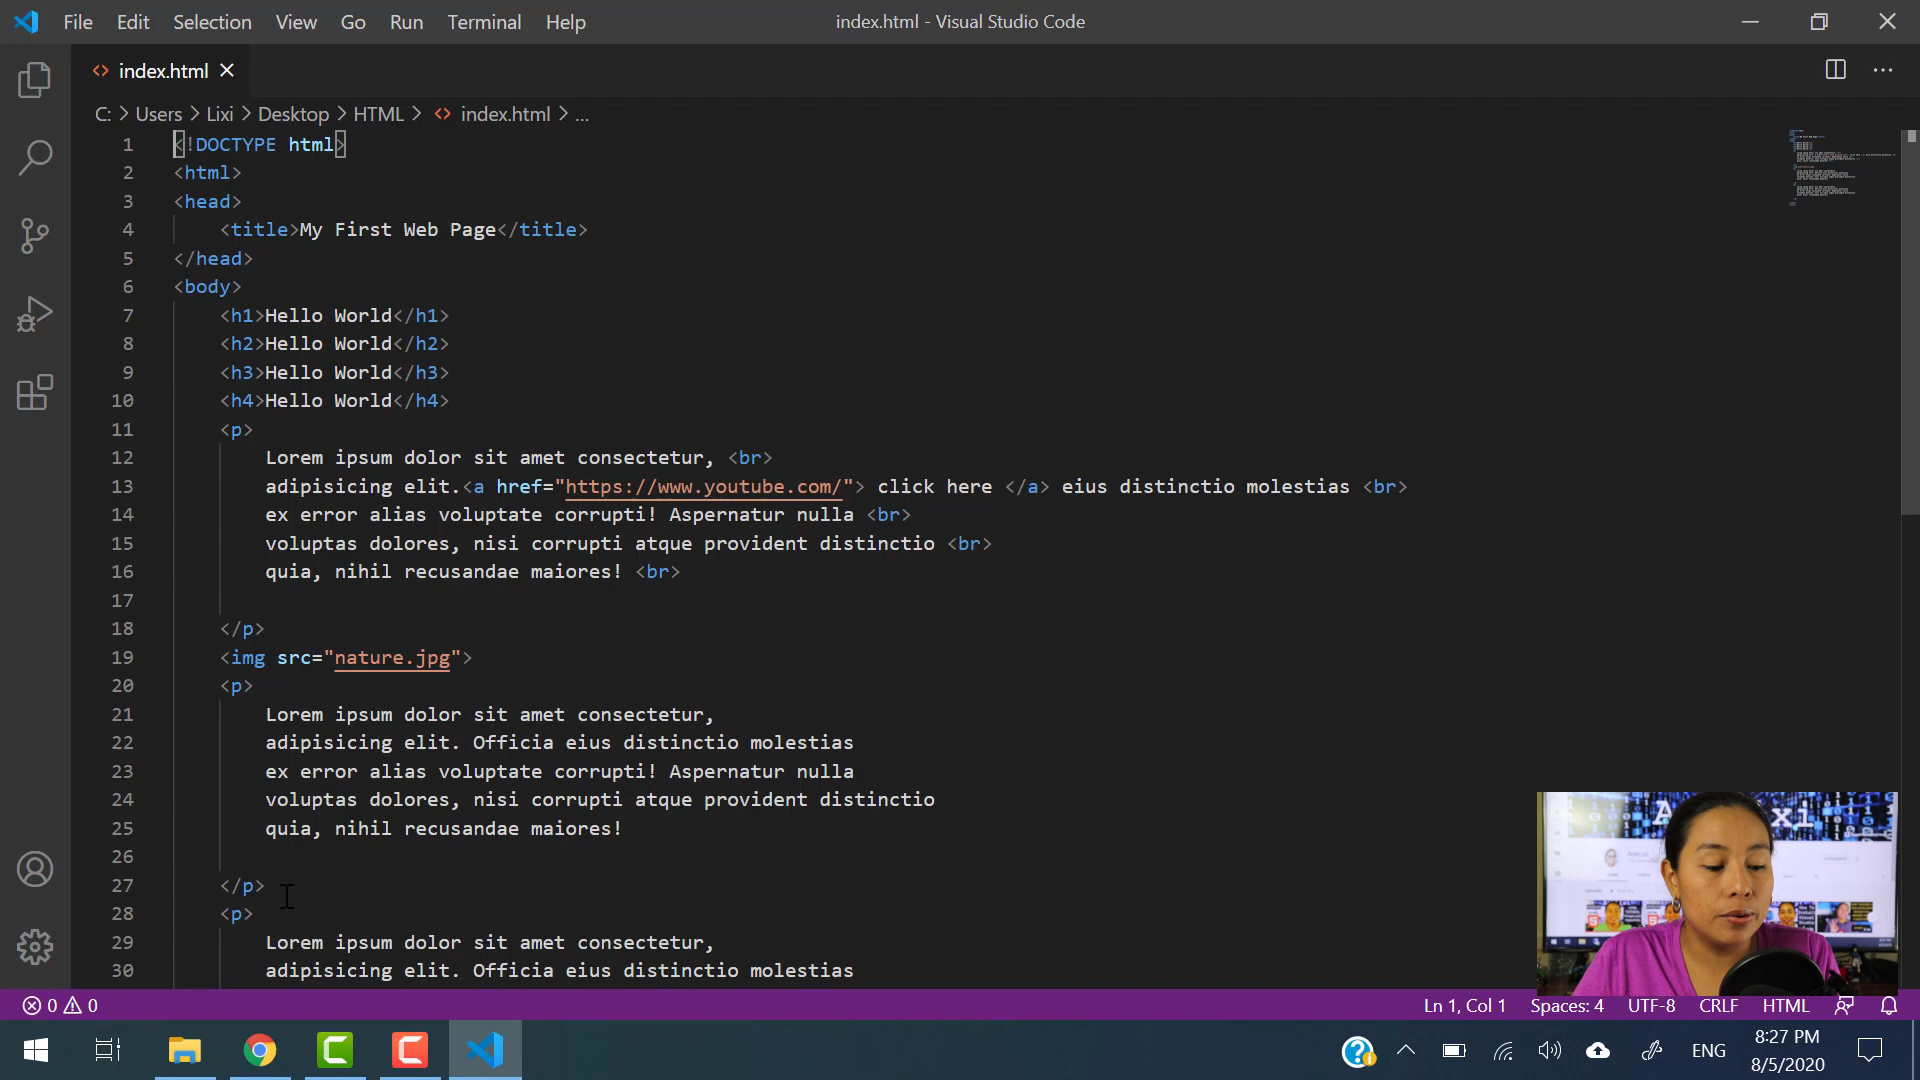 File Edit Selection View Go Run Terminal Help
index.html - Visual Studio Code
index.html
C: > Users > Lixi > Desktop > HTML > index.html > ...
1 <!DOCTYPE html>
2 <html>
3 <head>
4 <title>My First Web Page</title>
5 </head>
6 <body>
7 <h1>Hello World</h1>
8 <h2>Hello World</h2>
9 <h3>Hello World</h3>
10 <h4>Hello World</h4>
11 <p>
12 Lorem ipsum dolor sit amet consectetur, <br>
13 adipisicing elit.<a href="https://www.youtube.com/"> click here </a> eius distinctio molestias <br>
14 ex error alias voluptate corrupti! Aspernatur nulla <br>
15 voluptas dolores, nisi corrupti atque provident distinctio <br>
16 quia, nihil recusandae maiores! <br>
17
18 </p>
19 <img src="nature.jpg">
20 <p>
21 Lorem ipsum dolor sit amet consectetur,
22 adipisicing elit. Officia eius distinctio molestias
23 ex error alias voluptate corrupti! Aspernatur nulla
24 voluptas dolores, nisi corrupti atque provident distinctio
25 quia, nihil recusandae maiores!
26
27 </p>
28 <p>
29 Lorem ipsum dolor sit amet consectetur,
30 adipisicing elit. Officia eius distinctio molestias
0 0
Ln 1, Col 1 Spaces: 4 UTF-8 CRLF HTML
ENG
8:27 PM
8/5/2020